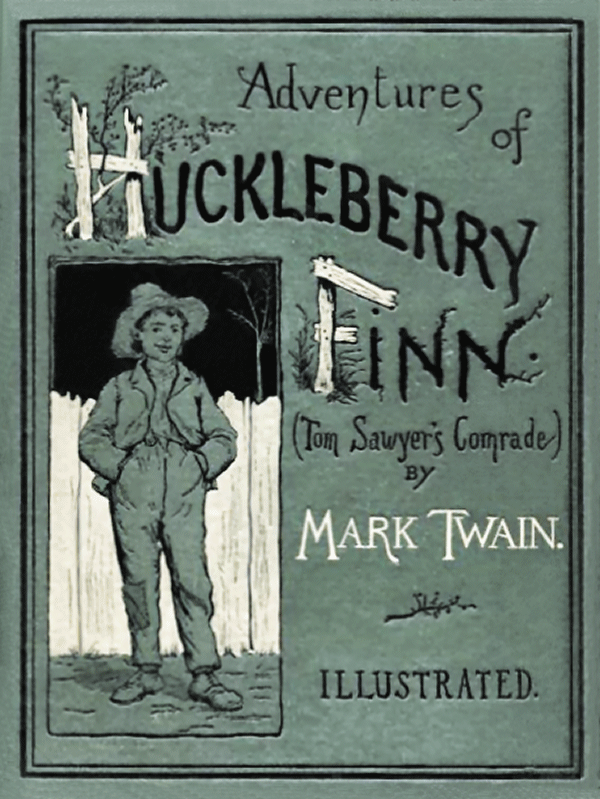 Adventures
of
HUCKLEBERRY
FINN.
(Tom Sawyer's Comrade)
BY
MARK TWAIN.
ILLUSTRATED.